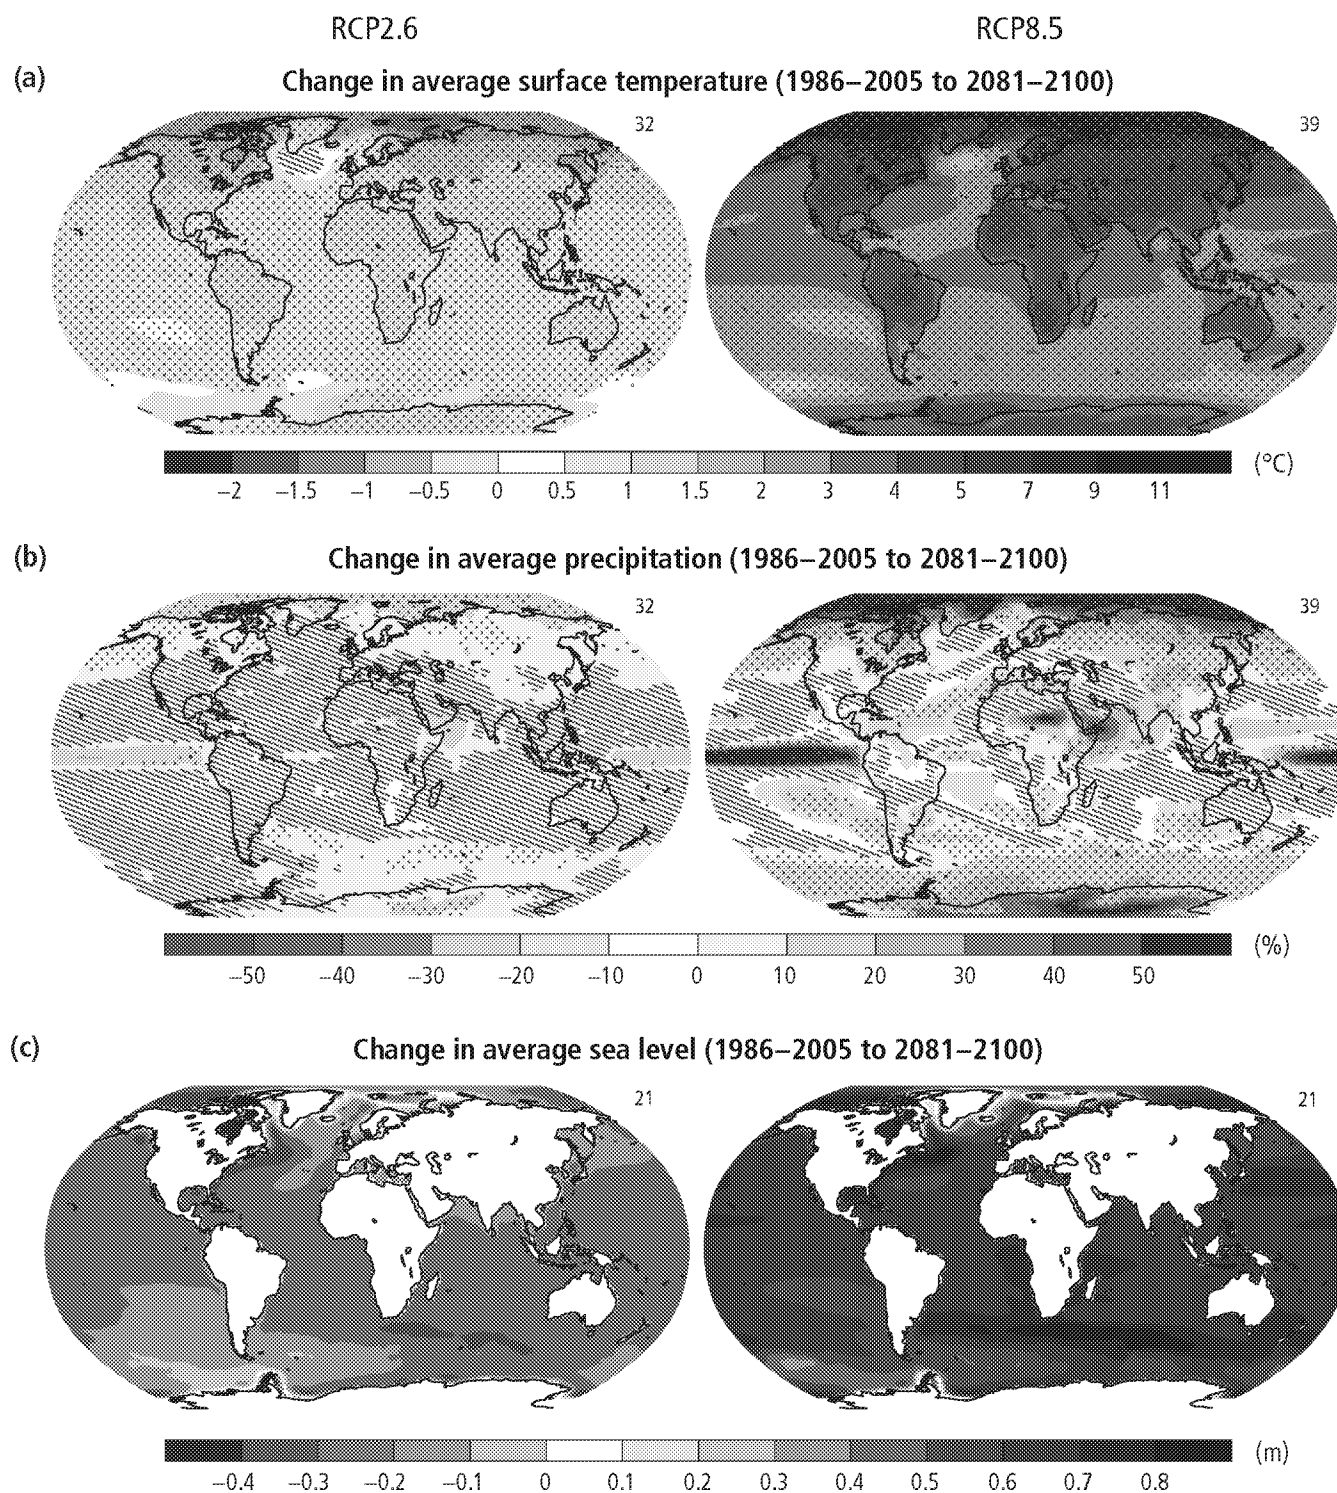 RCP2.6 RCP8.5
(a) Change in average surface temperature (1986–2005 to 2081–2100)
32 39
(°C)
−2 −1.5 −1 −0.5 0 0.5 1 1.5 2 3 4 5 7 9 11
(b) Change in average precipitation (1986–2005 to 2081–2100)
32 39
(%)
−50 −40 −30 −20 −10 0 10 20 30 40 50
(c) Change in average sea level (1986–2005 to 2081–2100)
21 21
(m)
−0.4 −0.3 −0.2 −0.1 0 0.1 0.2 0.3 0.4 0.5 0.6 0.7 0.8